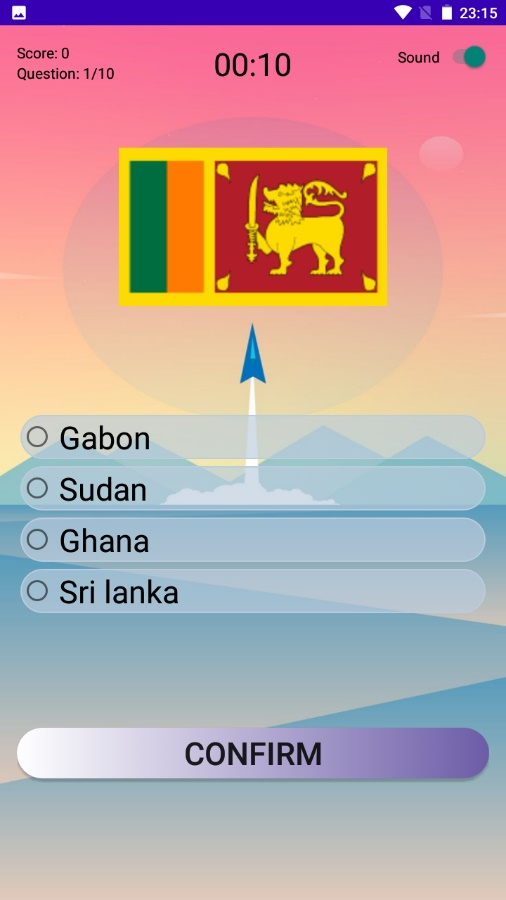 23:15
Score: 0
Question: 1/10
00:10
Sound
Gabon
Sudan
Ghana
Sri lanka
CONFIRM